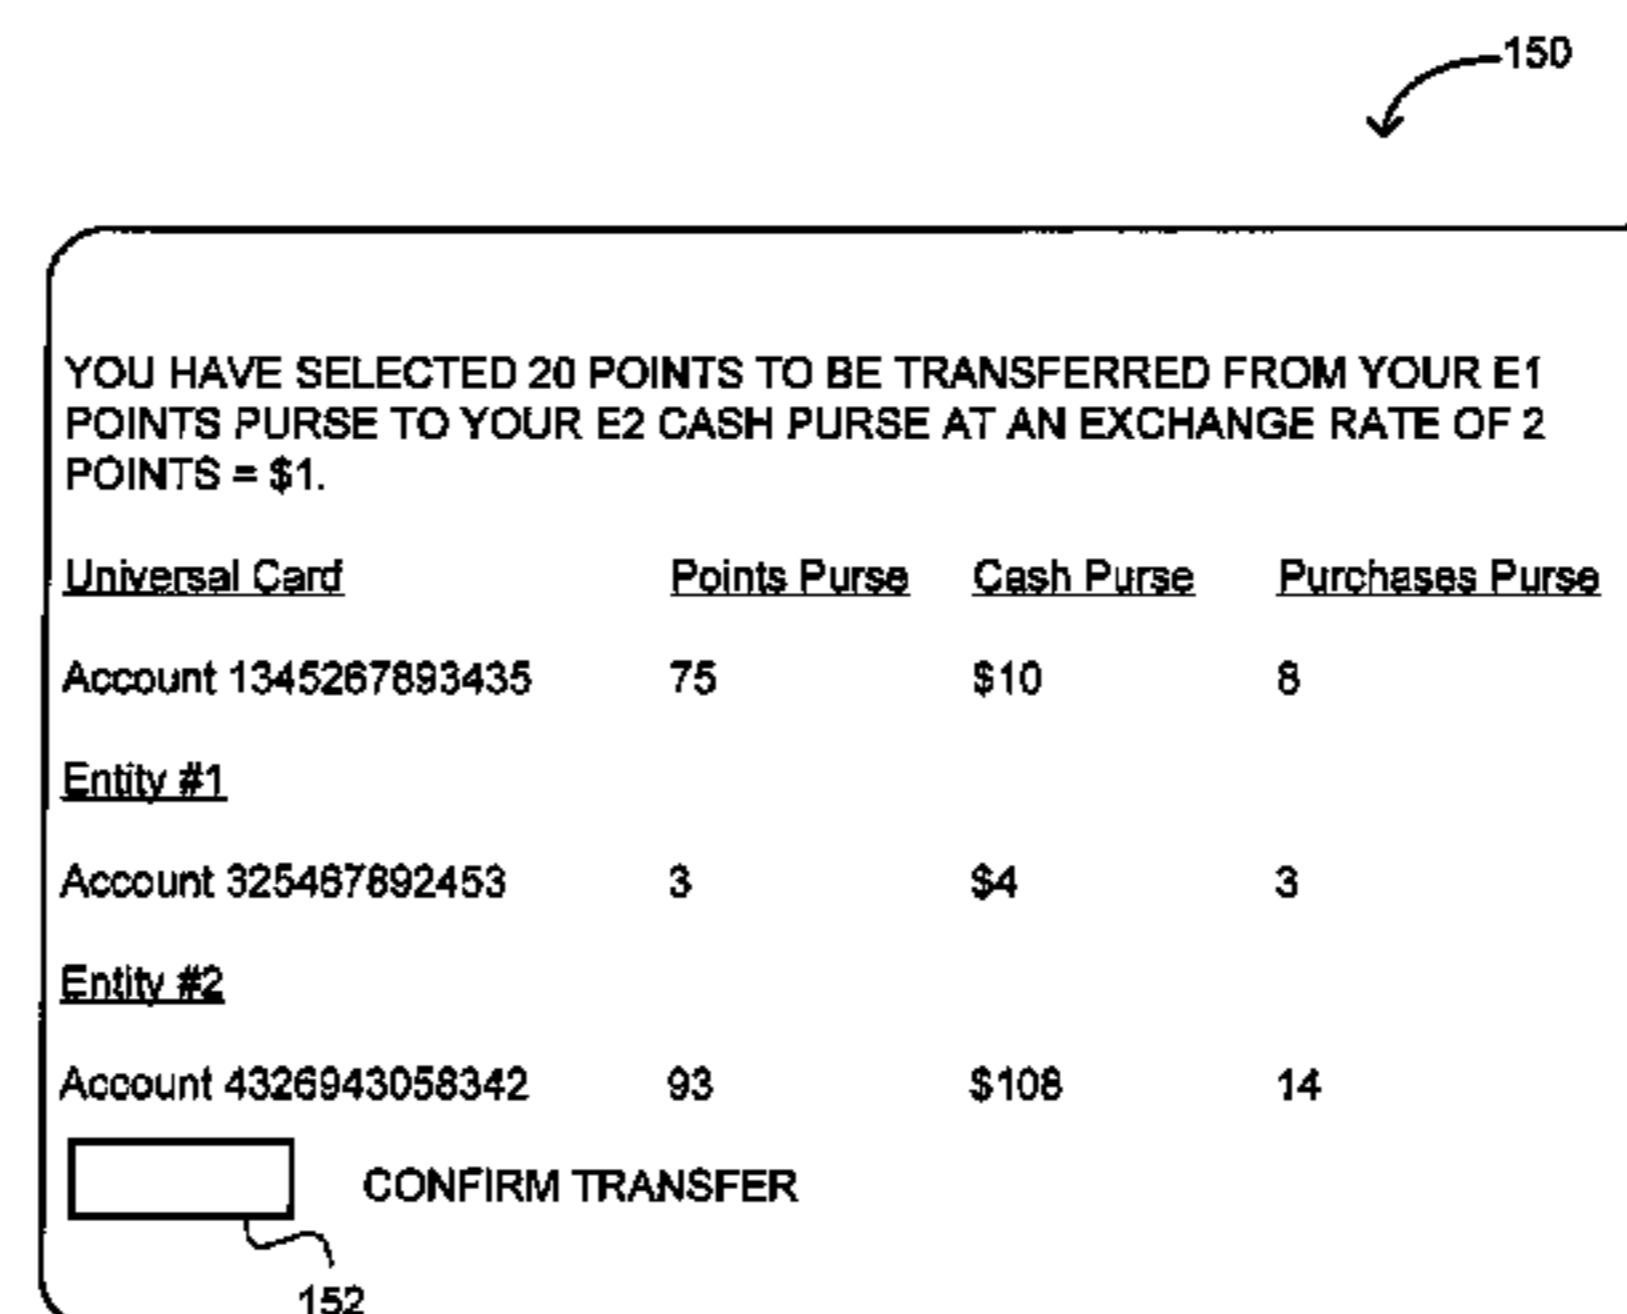 150
YOU HAVE SELECTED 20 POINTS TO BE TRANSFERRED FROM YOUR E1
POINTS PURSE TO YOUR E2 CASH PURSE AT AN EXCHANGE RATE OF 2
POINTS = $1.
Universal Card Points Purse Cash Purse Purchases Purse
Account 1345267893435 75 $10 8
Entity #1
Account 325467892453 3 $4 3
Entity #2
Account 4326943058342 93 $108 14
CONFIRM TRANSFER
152